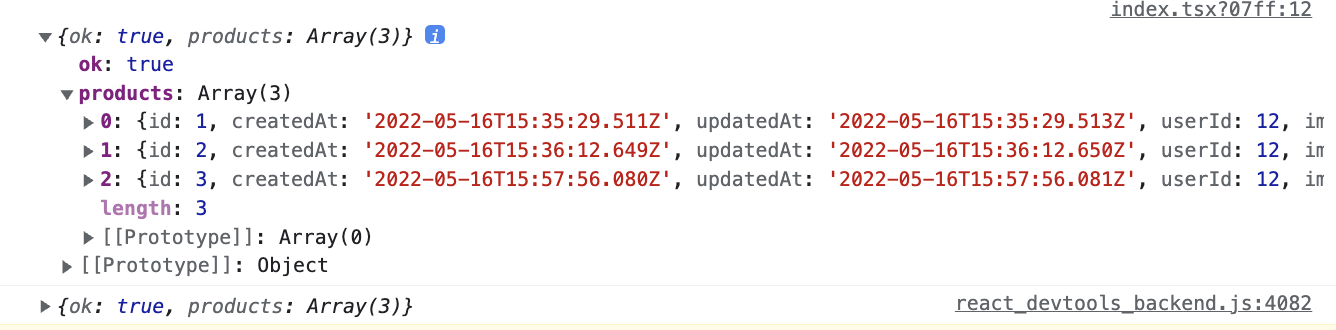 index.tsx?07ff:12
▼{ok: true, products: Array(3)} i
ok: true
▼products: Array(3)
▶0: {id: 1, createdAt: '2022-05-16T15:35:29.511Z', updatedAt: '2022-05-16T15:35:29.513Z', userId: 12, im
▶1: {id: 2, createdAt: '2022-05-16T15:36:12.649Z', updatedAt: '2022-05-16T15:36:12.650Z', userId: 12, im
▶2: {id: 3, createdAt: '2022-05-16T15:57:56.080Z', updatedAt: '2022-05-16T15:57:56.081Z', userId: 12, im
length: 3
▶[[Prototype]]: Array(0)
▶[[Prototype]]: Object
▶{ok: true, products: Array(3)} react_devtools_backend.js:4082